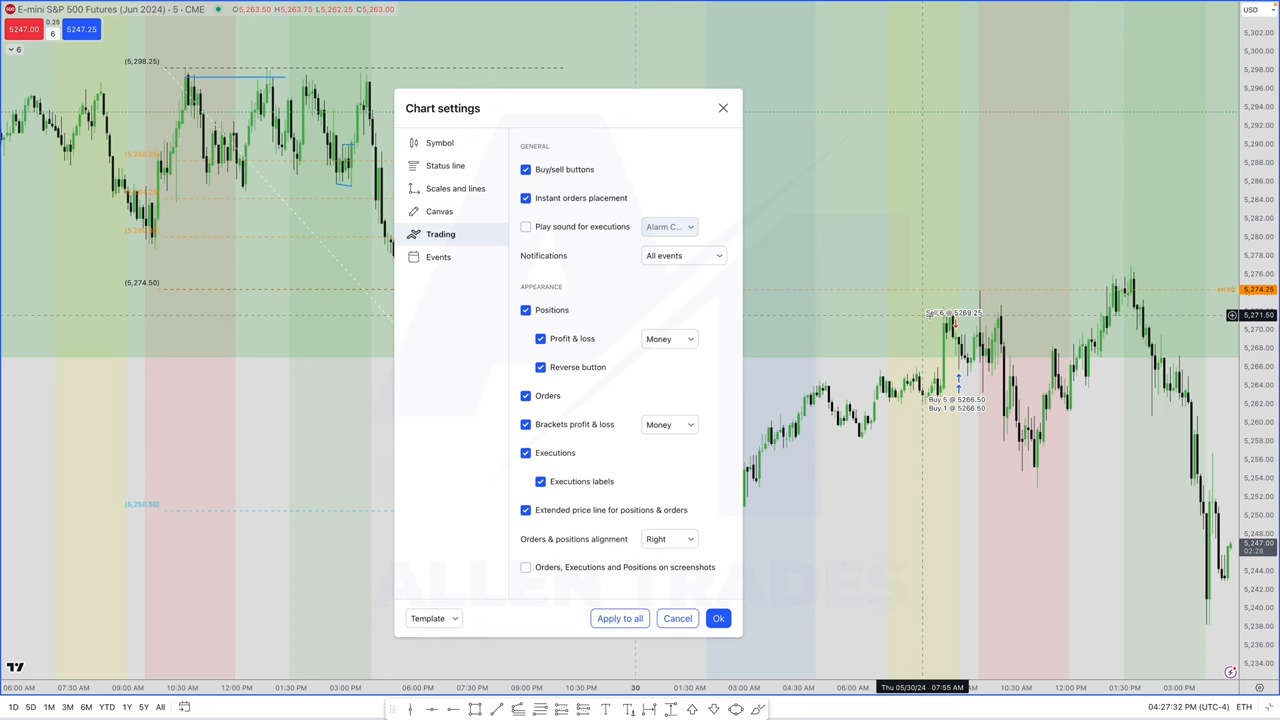 E-mini S&P 500 Futures (Jun 2024) · 5 · CME
O5,263.50 H5,263.75 L5,262.25 C5,263.00
5247.00
0.25
6
5247.25
6
(5,298.25)
(5,274.50)
(5,250.50)
Chart settings
Symbol
Status line
Scales and lines
Canvas
Trading
Events
GENERAL
Buy/sell buttons
Instant orders placement
Play sound for executions
Alarm C...
Notifications
All events
APPEARANCE
Positions
Profit & loss
Money
Reverse button
Orders
Brackets profit & loss
Money
Executions
Executions labels
Extended price line for positions & orders
Orders & positions alignment
Right
Orders, Executions and Positions on screenshots
Template
Apply to all
Cancel
Ok
ALLEN TRADES
Sell 6 @ 5269.25
Buy 5 @ 5266.50
Buy 1 @ 5266.50
4H EQ
USD
5,302.00
5,300.00
5,298.00
5,296.00
5,294.00
5,292.00
5,290.00
5,288.00
5,286.00
5,284.00
5,282.00
5,280.00
5,278.00
5,276.00
5,274.25
5,271.50
5,270.00
5,268.00
5,266.00
5,264.00
5,262.00
5,260.00
5,258.00
5,256.00
5,254.00
5,252.00
5,250.00
5,248.00
5,247.00
02:28
5,244.00
5,242.00
5,240.00
5,238.00
5,236.00
5,234.00
06:00 AM 07:30 AM 09:00 AM 10:30 AM 12:00 PM 01:30 PM 03:00 PM 06:00 PM 07:30 PM 09:00 PM 10:30 PM 30 01:30 AM 03:00 AM 04:30 AM 06:00 AM Thu 05/30/24 07:55 AM 10:30 AM 12:00 PM 01:30 PM 03:00 PM
1D 5D 1M 3M 6M YTD 1Y 5Y All
04:27:32 PM (UTC-4) ETH